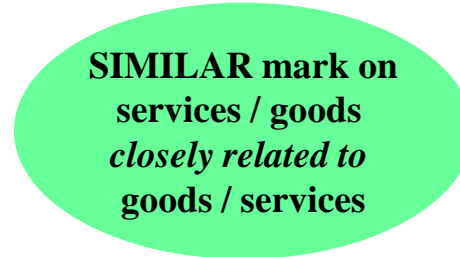 SIMILAR mark on
services / goods
closely related to
goods / services